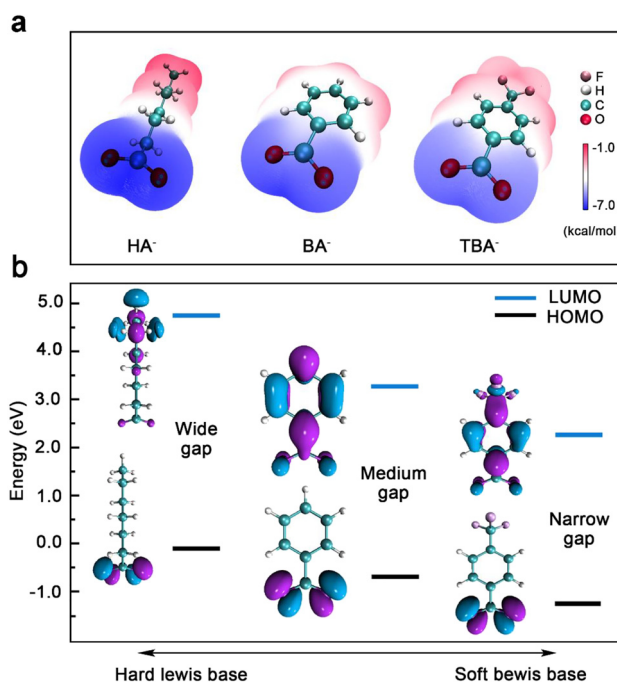 a
F
H
C
O
-1.0
-7.0
(kcal/mol)
HA-
BA-
TBA-
b
LUMO
HOMO
5.0
4.0
3.0
2.0
1.0
0.0
-1.0
Energy (eV)
Wide
gap
Medium
gap
Narrow
gap
Hard lewis base
Soft bewis base